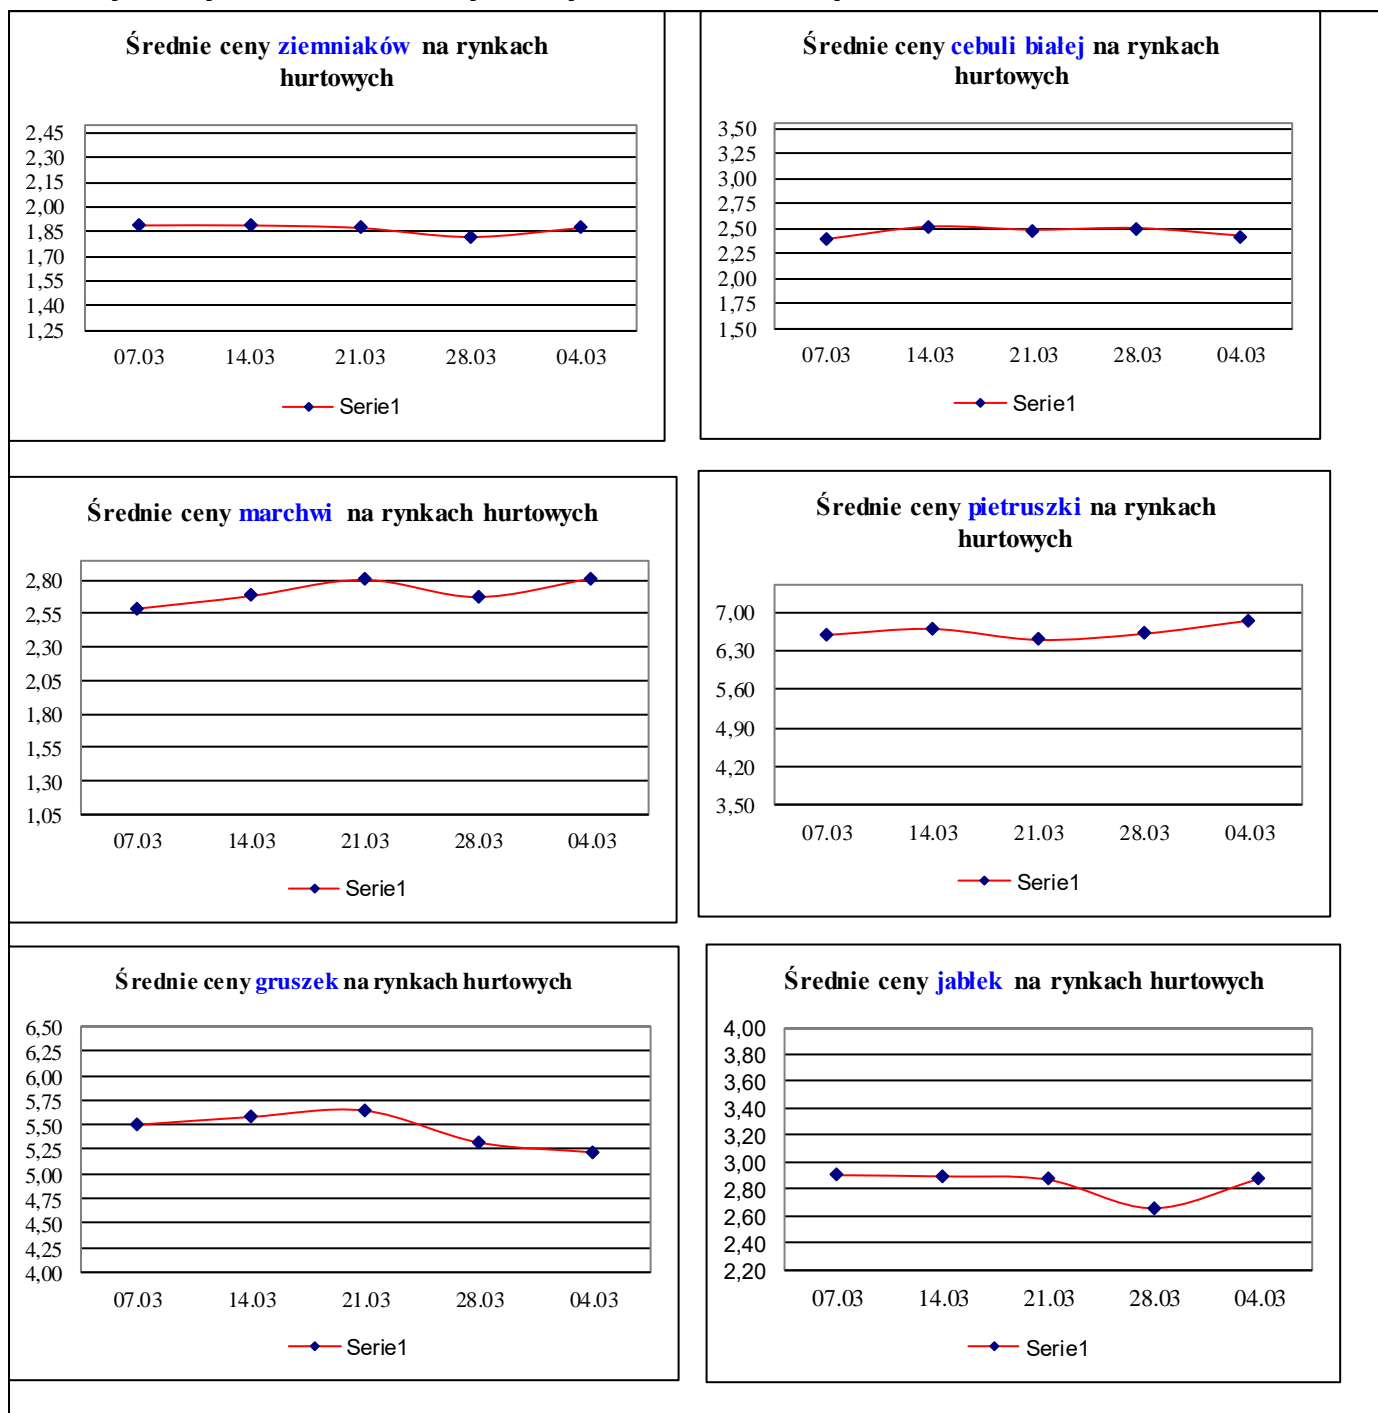 Średnie ceny ziemniaków na rynkach
hurtowych
2,45
2,30
2,15
2,00
1,85
1,70
1,55
1,40
1,25
07.03 14.03 21.03 28.03 04.03
Serie1
Średnie ceny cebuli białej na rynkach
hurtowych
3,50
3,25
3,00
2,75
2,50
2,25
2,00
1,75
1,50
07.03 14.03 21.03 28.03 04.03
Serie1
Średnie ceny marchwi na rynkach hurtowych
2,80
2,55
2,30
2,05
1,80
1,55
1,30
1,05
07.03 14.03 21.03 28.03 04.03
Serie1
Średnie ceny pietruszki na rynkach
hurtowych
7,00
6,30
5,60
4,90
4,20
3,50
07.03 14.03 21.03 28.03 04.03
Serie1
Średnie ceny gruszek na rynkach hurtowych
6,50
6,25
6,00
5,75
5,50
5,25
5,00
4,75
4,50
4,25
4,00
07.03 14.03 21.03 28.03 04.03
Serie1
Średnie ceny jabłek na rynkach hurtowych
4,00
3,80
3,60
3,40
3,20
3,00
2,80
2,60
2,40
2,20
07.03 14.03 21.03 28.03 04.03
Serie1